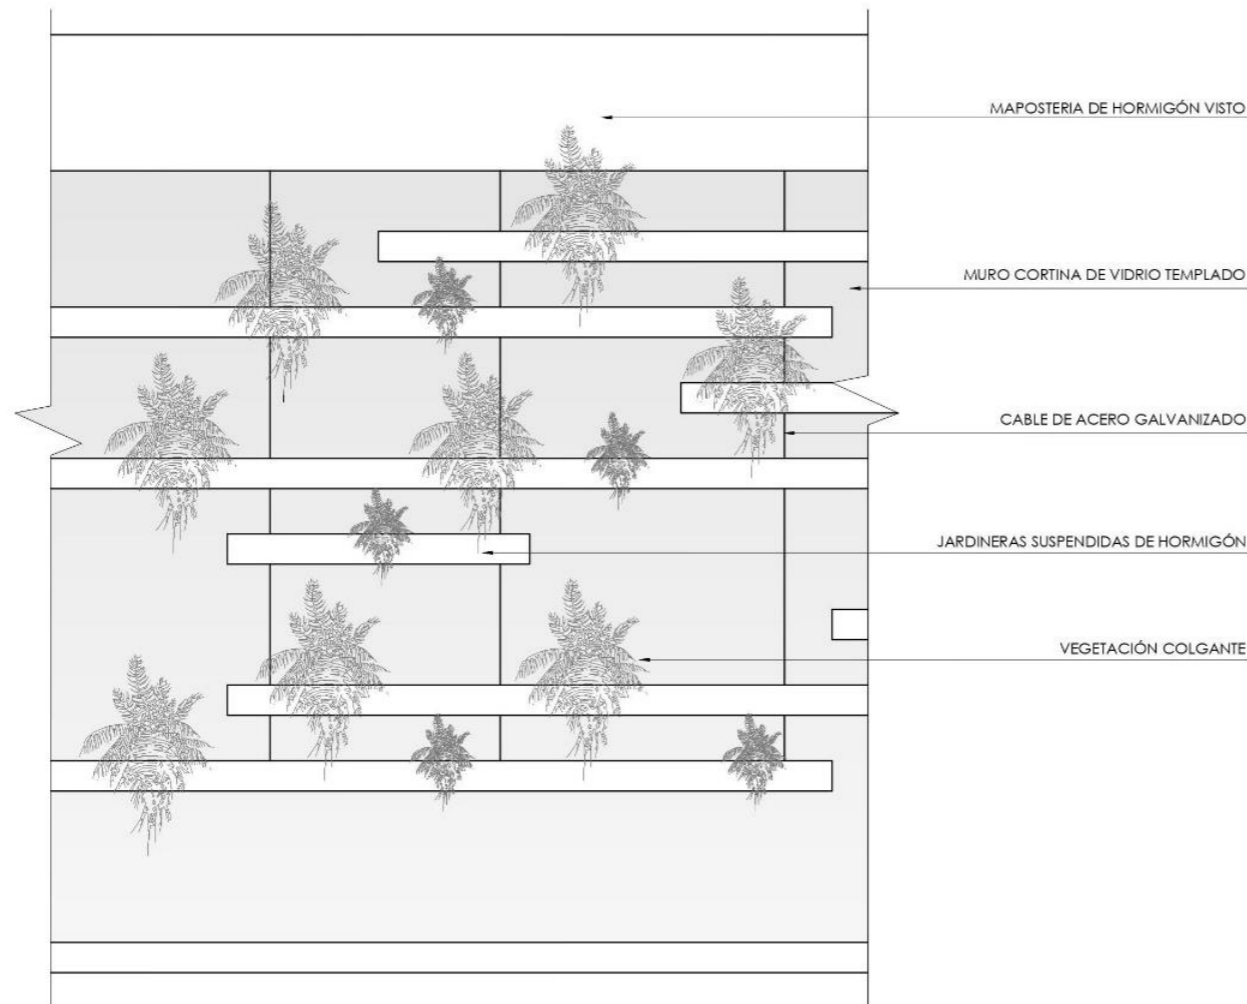 MAPOSTERIA DE HORMIGÓN VISTO
MURO CORTINA DE VIDRIO TEMPLADO
CABLE DE ACERO GALVANIZADO
JARDINERAS SUSPENDIDAS DE HORMIGÓN
VEGETACIÓN COLGANTE